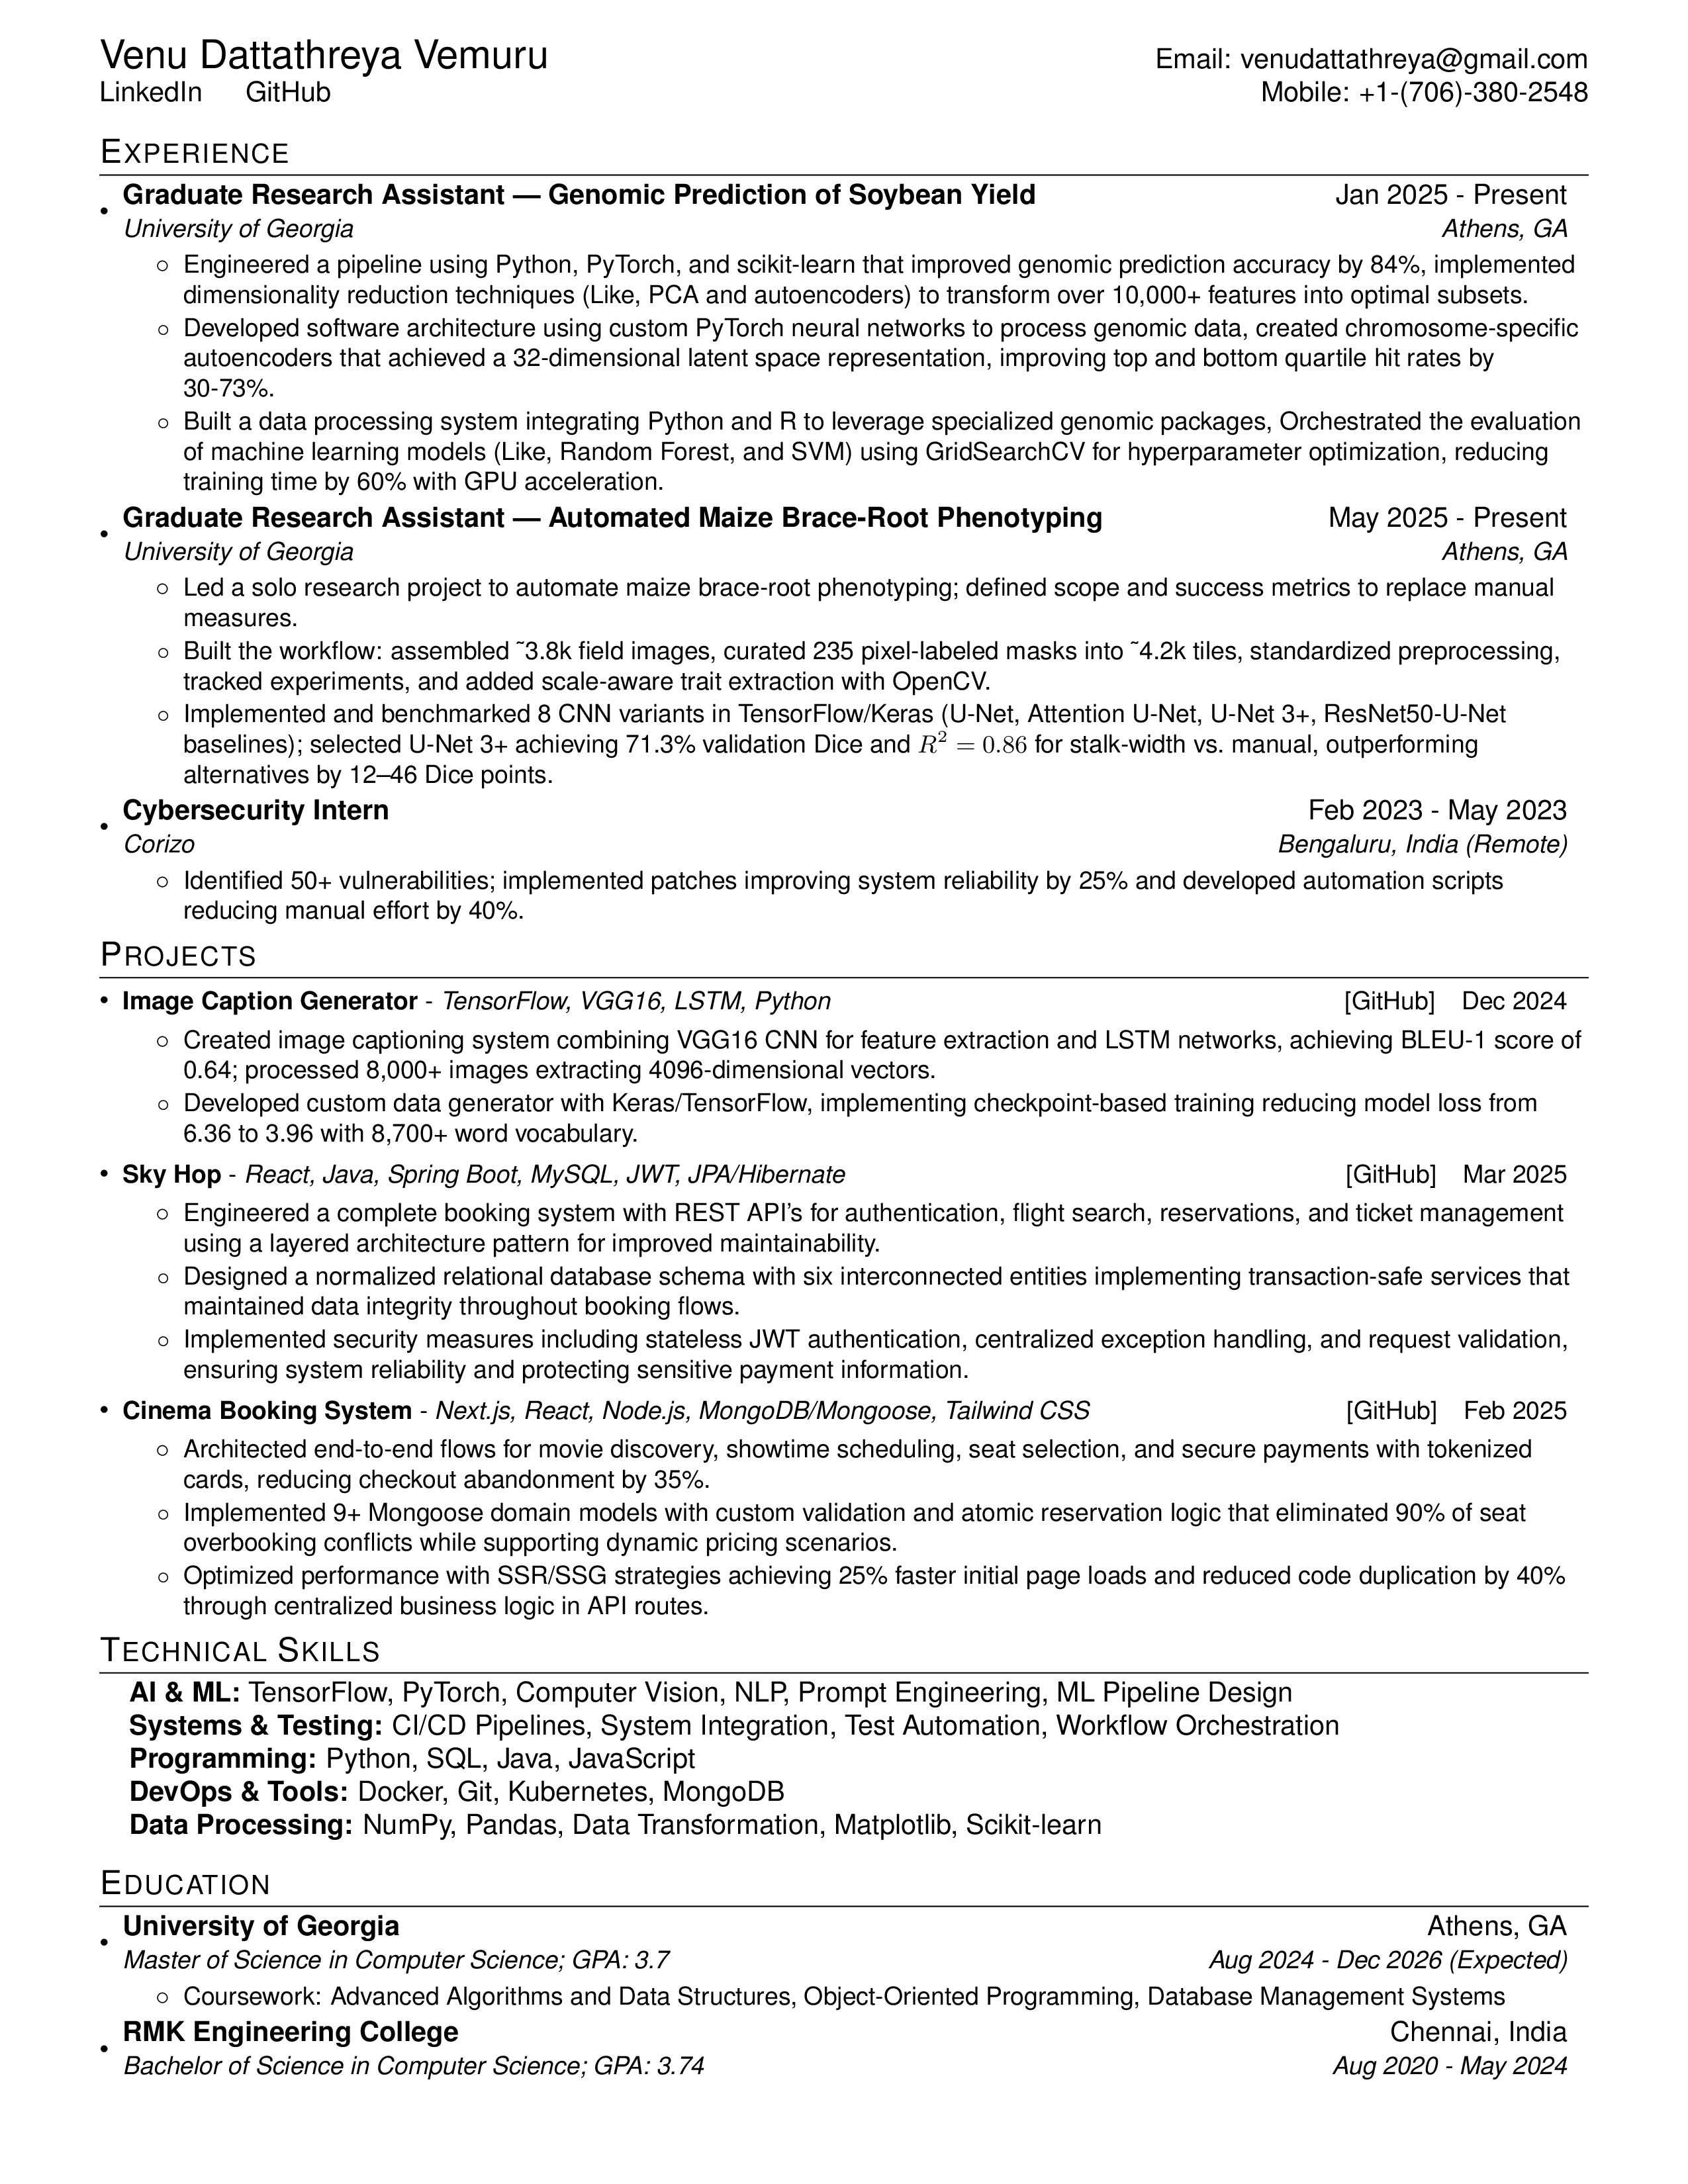 Venu Dattathreya Vemuru Email: venudattathreya@gmail.com
LinkedIn GitHub Mobile: +1-(706)-380-2548
EXPERIENCE
• Graduate Research Assistant — Genomic Prediction of Soybean Yield Jan 2025 - Present
University of Georgia Athens, GA
○ Engineered a pipeline using Python, PyTorch, and scikit-learn that improved genomic prediction accuracy by 84%, implemented
dimensionality reduction techniques (Like, PCA and autoencoders) to transform over 10,000+ features into optimal subsets.
○ Developed software architecture using custom PyTorch neural networks to process genomic data, created chromosome-specific
autoencoders that achieved a 32-dimensional latent space representation, improving top and bottom quartile hit rates by
30-73%.
○ Built a data processing system integrating Python and R to leverage specialized genomic packages, Orchestrated the evaluation
of machine learning models (Like, Random Forest, and SVM) using GridSearchCV for hyperparameter optimization, reducing
training time by 60% with GPU acceleration.
• Graduate Research Assistant — Automated Maize Brace-Root Phenotyping May 2025 - Present
University of Georgia Athens, GA
○ Led a solo research project to automate maize brace-root phenotyping; defined scope and success metrics to replace manual
measures.
○ Built the workflow: assembled ˜3.8k field images, curated 235 pixel-labeled masks into ˜4.2k tiles, standardized preprocessing,
tracked experiments, and added scale-aware trait extraction with OpenCV.
○ Implemented and benchmarked 8 CNN variants in TensorFlow/Keras (U-Net, Attention U-Net, U-Net 3+, ResNet50-U-Net
baselines); selected U-Net 3+ achieving 71.3% validation Dice and R² = 0.86 for stalk-width vs. manual, outperforming
alternatives by 12–46 Dice points.
• Cybersecurity Intern Feb 2023 - May 2023
Corizo Bengaluru, India (Remote)
○ Identified 50+ vulnerabilities; implemented patches improving system reliability by 25% and developed automation scripts
reducing manual effort by 40%.
PROJECTS
• Image Caption Generator - TensorFlow, VGG16, LSTM, Python [GitHub] Dec 2024
○ Created image captioning system combining VGG16 CNN for feature extraction and LSTM networks, achieving BLEU-1 score of
0.64; processed 8,000+ images extracting 4096-dimensional vectors.
○ Developed custom data generator with Keras/TensorFlow, implementing checkpoint-based training reducing model loss from
6.36 to 3.96 with 8,700+ word vocabulary.
• Sky Hop - React, Java, Spring Boot, MySQL, JWT, JPA/Hibernate [GitHub] Mar 2025
○ Engineered a complete booking system with REST API's for authentication, flight search, reservations, and ticket management
using a layered architecture pattern for improved maintainability.
○ Designed a normalized relational database schema with six interconnected entities implementing transaction-safe services that
maintained data integrity throughout booking flows.
○ Implemented security measures including stateless JWT authentication, centralized exception handling, and request validation,
ensuring system reliability and protecting sensitive payment information.
• Cinema Booking System - Next.js, React, Node.js, MongoDB/Mongoose, Tailwind CSS [GitHub] Feb 2025
○ Architected end-to-end flows for movie discovery, showtime scheduling, seat selection, and secure payments with tokenized
cards, reducing checkout abandonment by 35%.
○ Implemented 9+ Mongoose domain models with custom validation and atomic reservation logic that eliminated 90% of seat
overbooking conflicts while supporting dynamic pricing scenarios.
○ Optimized performance with SSR/SSG strategies achieving 25% faster initial page loads and reduced code duplication by 40%
through centralized business logic in API routes.
TECHNICAL SKILLS
AI & ML: TensorFlow, PyTorch, Computer Vision, NLP, Prompt Engineering, ML Pipeline Design
Systems & Testing: CI/CD Pipelines, System Integration, Test Automation, Workflow Orchestration
Programming: Python, SQL, Java, JavaScript
DevOps & Tools: Docker, Git, Kubernetes, MongoDB
Data Processing: NumPy, Pandas, Data Transformation, Matplotlib, Scikit-learn
EDUCATION
• University of Georgia Athens, GA
Master of Science in Computer Science; GPA: 3.7 Aug 2024 - Dec 2026 (Expected)
○ Coursework: Advanced Algorithms and Data Structures, Object-Oriented Programming, Database Management Systems
• RMK Engineering College Chennai, India
Bachelor of Science in Computer Science; GPA: 3.74 Aug 2020 - May 2024